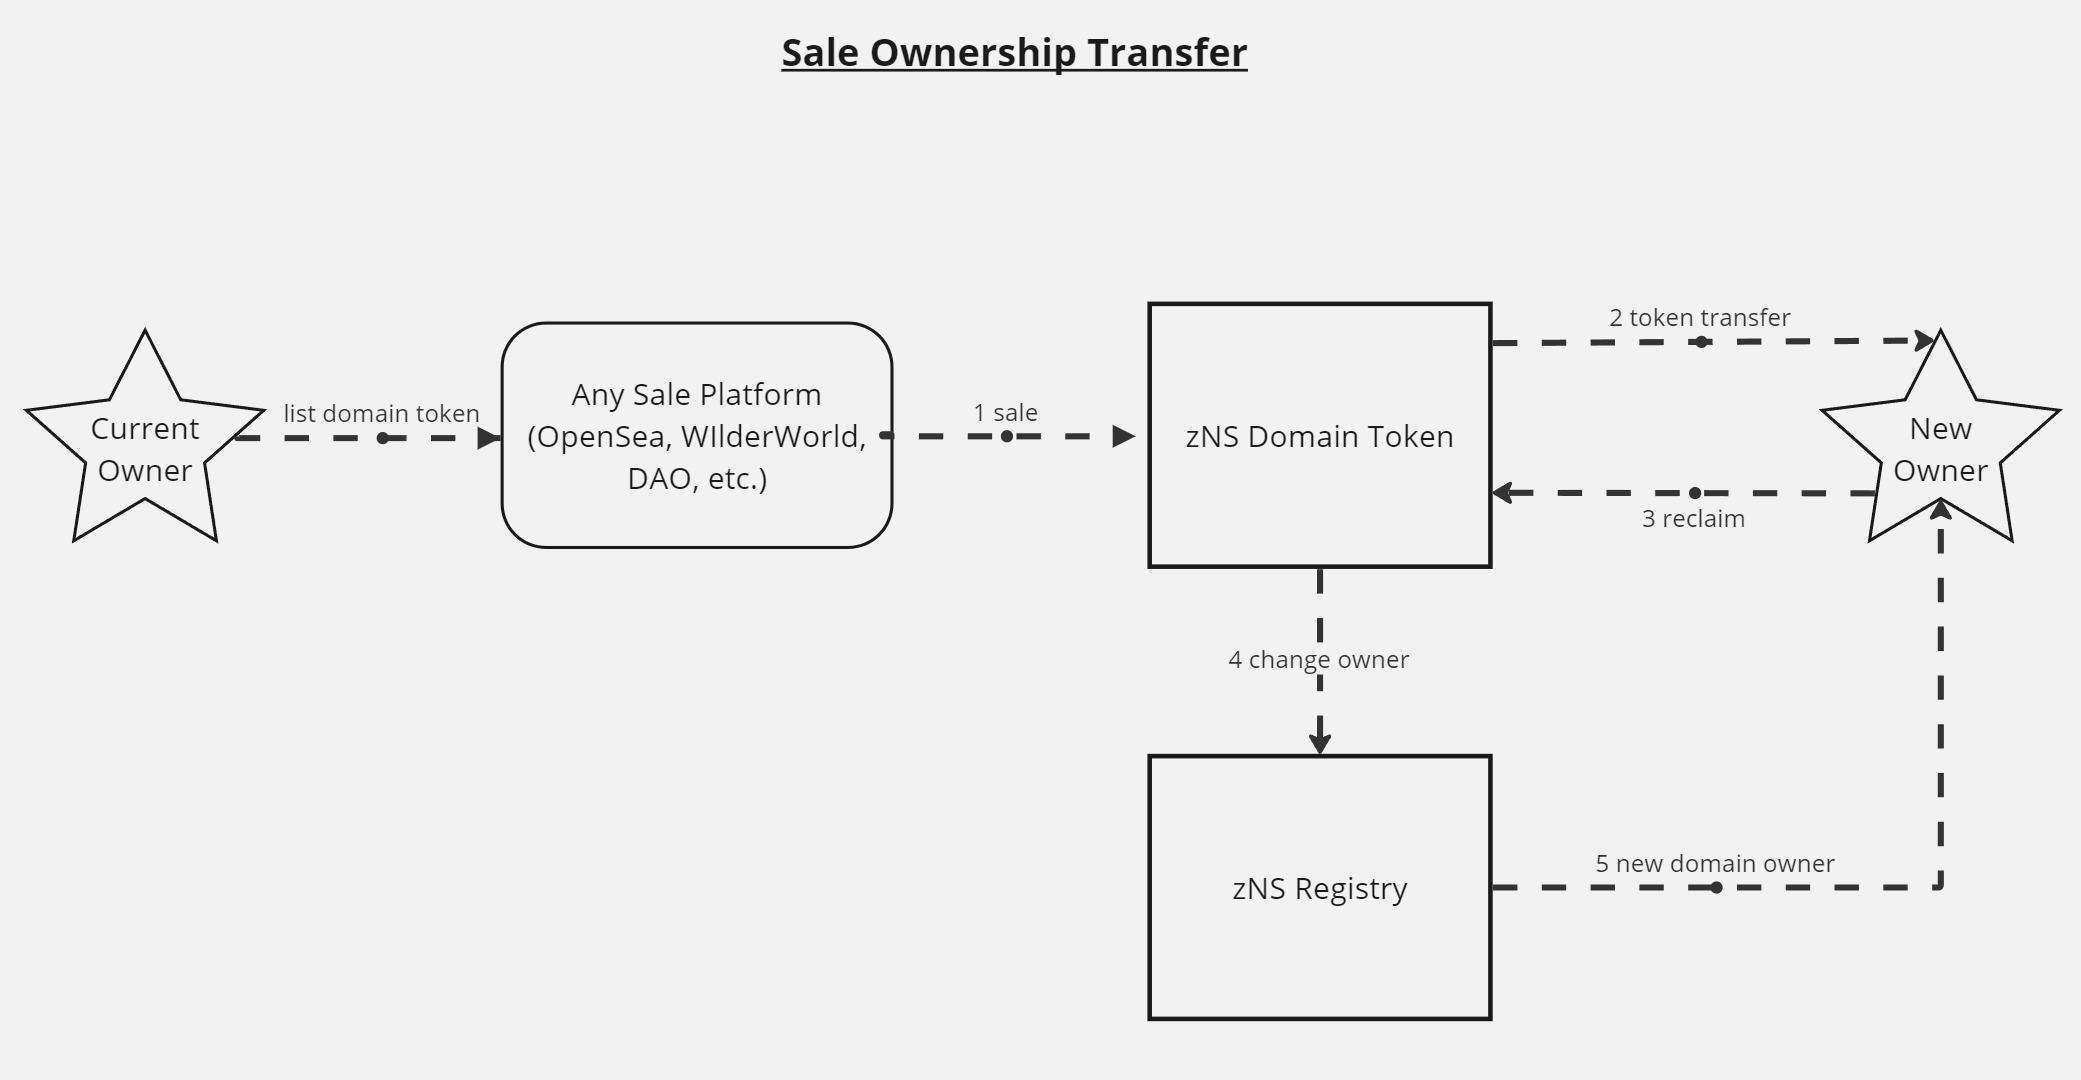 Sale Ownership Transfer
Current
Owner
list domain token
Any Sale Platform
(OpenSea, WIlderWorld,
DAO, etc.)
1 sale
zNS Domain Token
2 token transfer
New
Owner
3 reclaim
4 change owner
zNS Registry
5 new domain owner